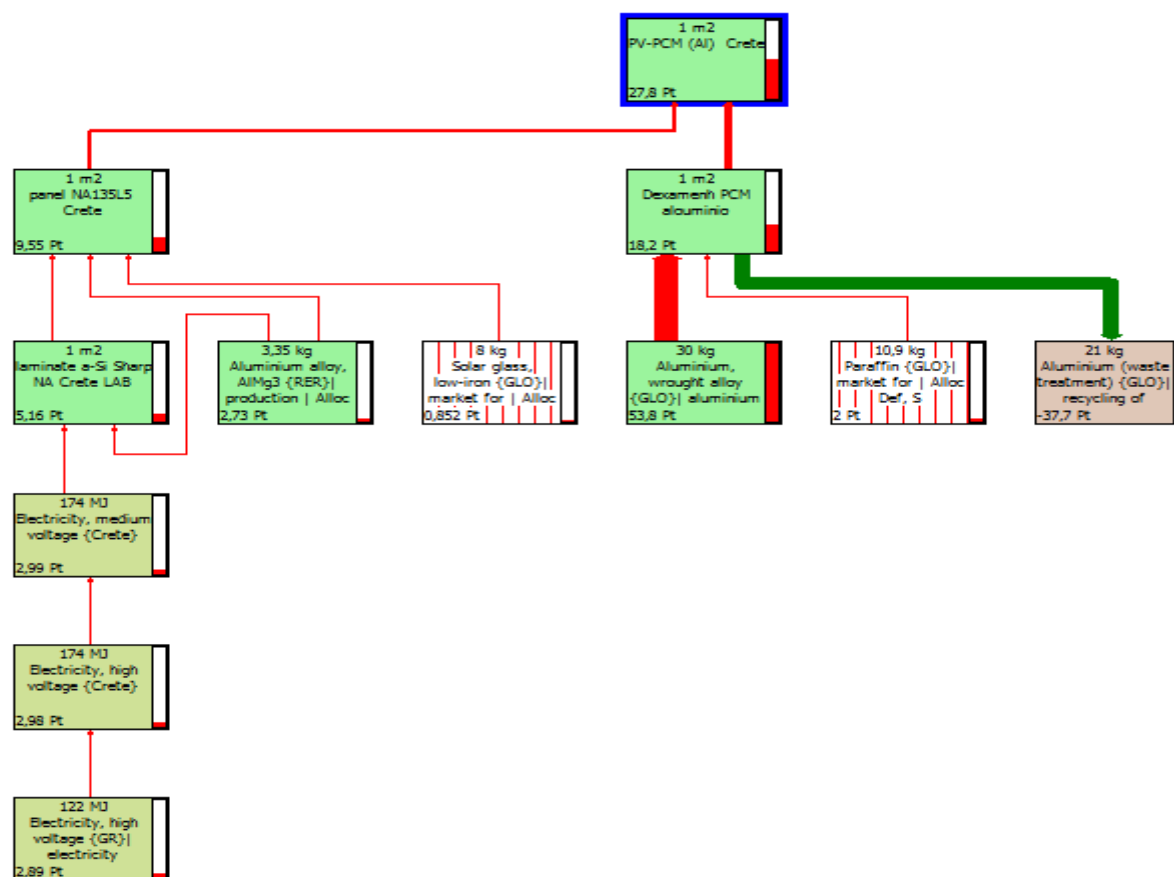 1 m2
PV-PCM (Al)  Crete
27,8 Pt
1 m2
panel NA135L5
Crete
9,55 Pt
1 m2
Dexamenh PCM
alouminio
18,2 Pt
1 m2
laminate a-Si Sharp
NA Crete LAB
5,16 Pt
3,35 kg
Aluminium alloy,
AlMg3 {RER}|
production | Alloc
2,73 Pt
8 kg
Solar glass,
low-iron {GLO}|
market for | Alloc
0,852 Pt
30 kg
Aluminium,
wrought alloy
{GLO}| aluminium
53,8 Pt
10,9 kg
Paraffin {GLO}|
market for | Alloc
Def, S
2 Pt
21 kg
Aluminium (waste
treatment) {GLO}|
recycling of
-37,7 Pt
174 MJ
Electricity, medium
voltage {Crete}
2,99 Pt
174 MJ
Electricity, high
voltage {Crete}
2,98 Pt
122 MJ
Electricity, high
voltage {GR}|
electricity
2,89 Pt